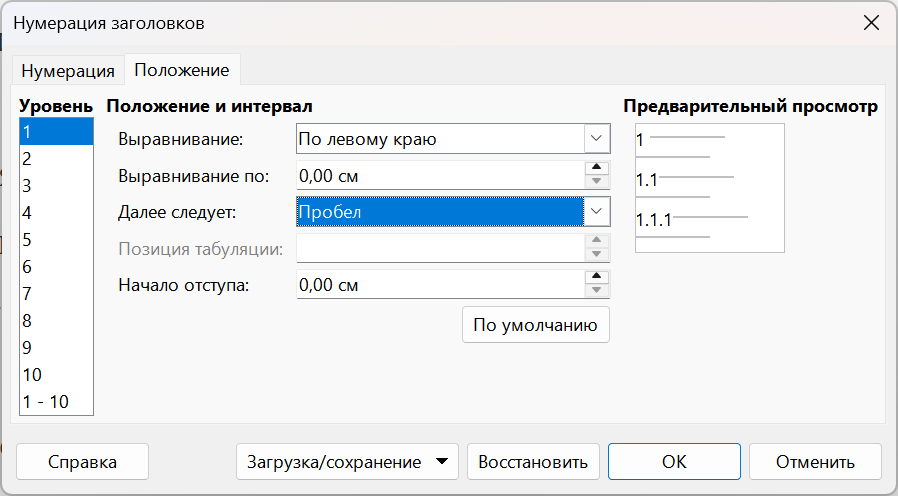 Нумерация заголовков
Нумерация Положение
Уровень Положение и интервал Предварительный просмотр
1 Выравнивание: По левому краю 1
2 Выравнивание по: 0,00 см 1.1
3 Далее следует: Пробел 1.1.1
4 Позиция табуляции:
5 Начало отступа: 0,00 см
6 По умолчанию
7
8
9
10
1 - 10
Справка Загрузка/сохранение Восстановить ОК Отменить